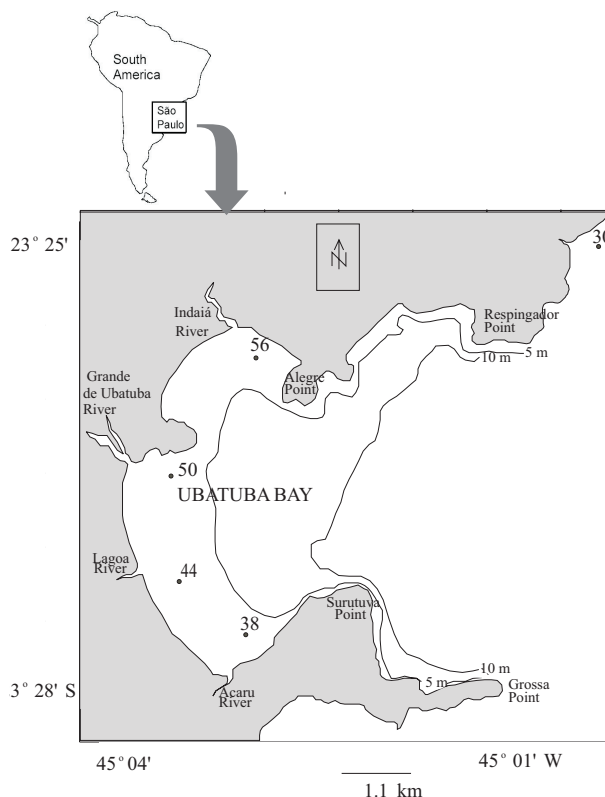 South
America
São
Paulo
23° 25'
30
N
Indaiá
River
Respingador
Point
56
5 m
10 m
Grande
de Ubatuba
River
Alegre
Point
50
UBATUBA BAY
Lagoa
River
44
Surutuva
Point
38
10 m
5 m
3° 28' S
Grossa
Point
Acaru
River
45° 04'
45° 01' W
1.1 km